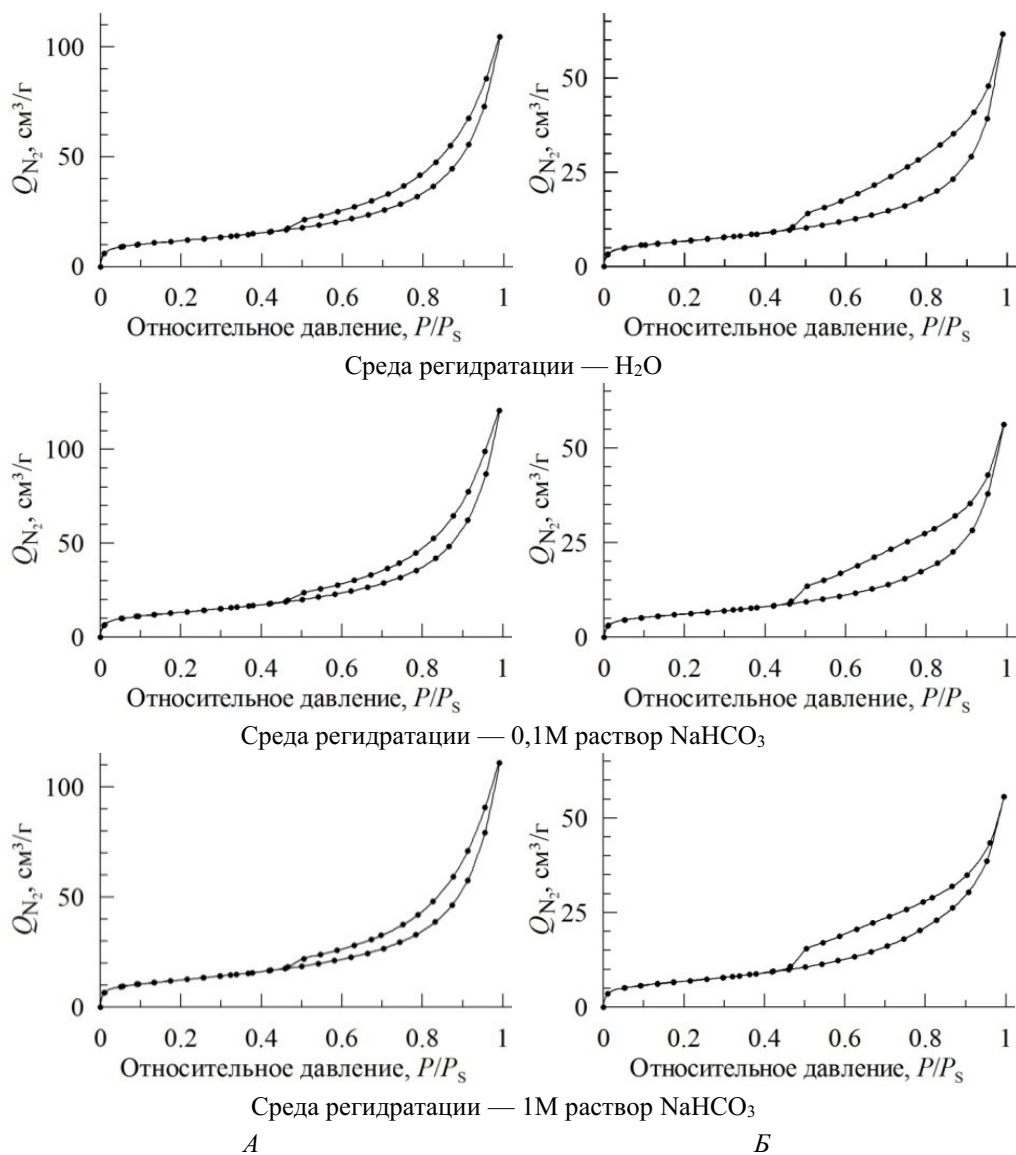 Q_N₂, см³/г
100
50
0
0 0.2 0.4 0.6 0.8 1
Относительное давление, P/P_S
Q_N₂, см³/г
50
25
0
0 0.2 0.4 0.6 0.8 1
Относительное давление, P/P_S
Среда регидратации — H₂O
Q_N₂, см³/г
100
50
0
0 0.2 0.4 0.6 0.8 1
Относительное давление, P/P_S
Q_N₂, см³/г
50
25
0
0 0.2 0.4 0.6 0.8 1
Относительное давление, P/P_S
Среда регидратации — 0,1М раствор NaHCO₃
Q_N₂, см³/г
100
50
0
0 0.2 0.4 0.6 0.8 1
Относительное давление, P/P_S
Q_N₂, см³/г
50
25
0
0 0.2 0.4 0.6 0.8 1
Относительное давление, P/P_S
Среда регидратации — 1М раствор NaHCO₃
А Б